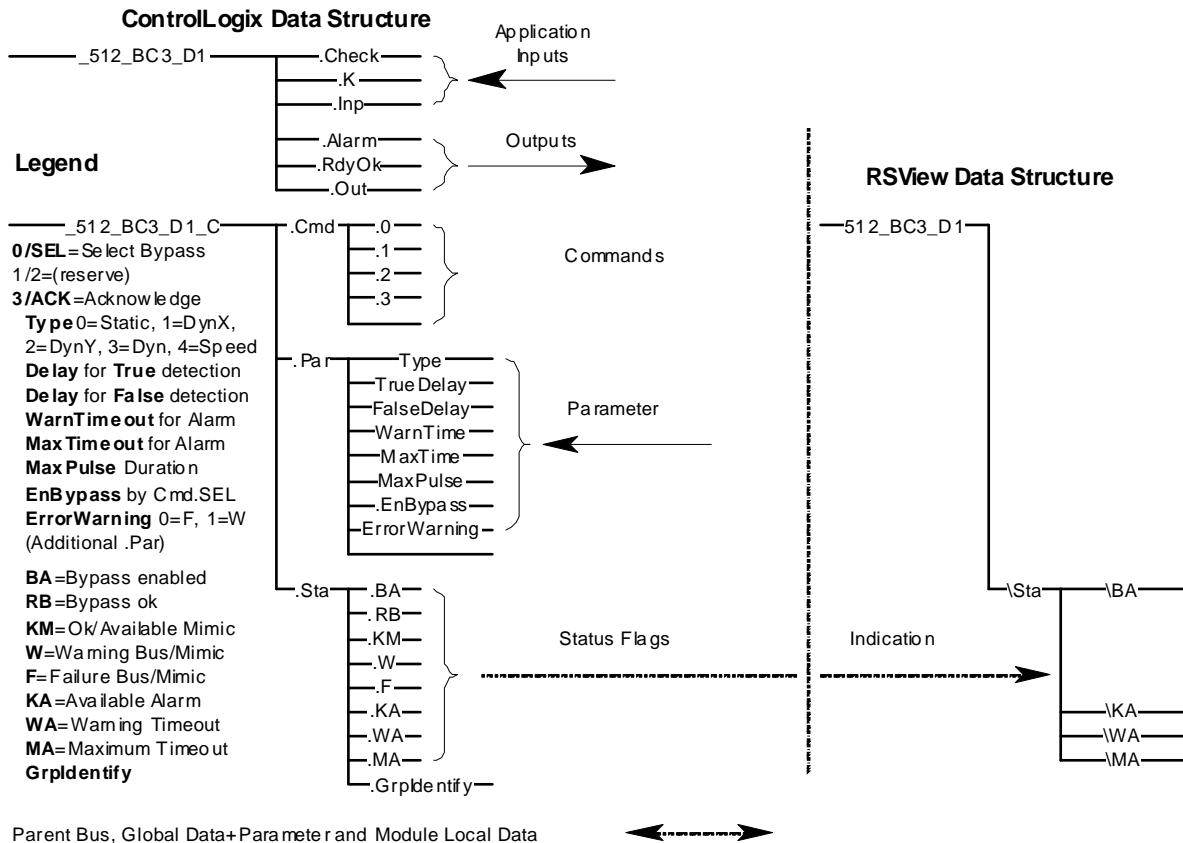 ControlLogix Data Structure
_512_BC3_D1
.Check
.K
.Inp
Application
Inputs
.Alarm
.RdyOk
.Out
Outputs
Legend
RSView Data Structure
_512_BC3_D1_C
.Cmd
.0
.1
.2
.3
Commands
512_BC3_D1
0/SEL=Select Bypass
1/2=(reserve)
3/ACK=Acknowledge
Type 0=Static, 1=DynX,
2=DynY, 3=Dyn, 4=Speed
Delay for True detection
Delay for False detection
WarnTimeout for Alarm
MaxTimeout for Alarm
MaxPulse Duration
EnBypass by Cmd.SEL
ErrorWarning 0=F, 1=W
(Additional .Par)
.Par
Type
TrueDelay
FalseDelay
WarnTime
MaxTime
MaxPulse
.EnBypass
ErrorWarning
Parameter
BA=Bypass enabled
RB=Bypass ok
KM=Ok/Available Mimic
W=Warning Bus/Mimic
F=Failure Bus/Mimic
KA=Available Alarm
WA=Warning Timeout
MA=Maximum Timeout
GrpIdentify
.Sta
.BA
.RB
.KM
.W
.F
.KA
.WA
.MA
.GrpIdentify
Status Flags
Indication
\Sta
\BA
\KA
\WA
\MA
Parent Bus, Global Data+Parameter and Module Local Data